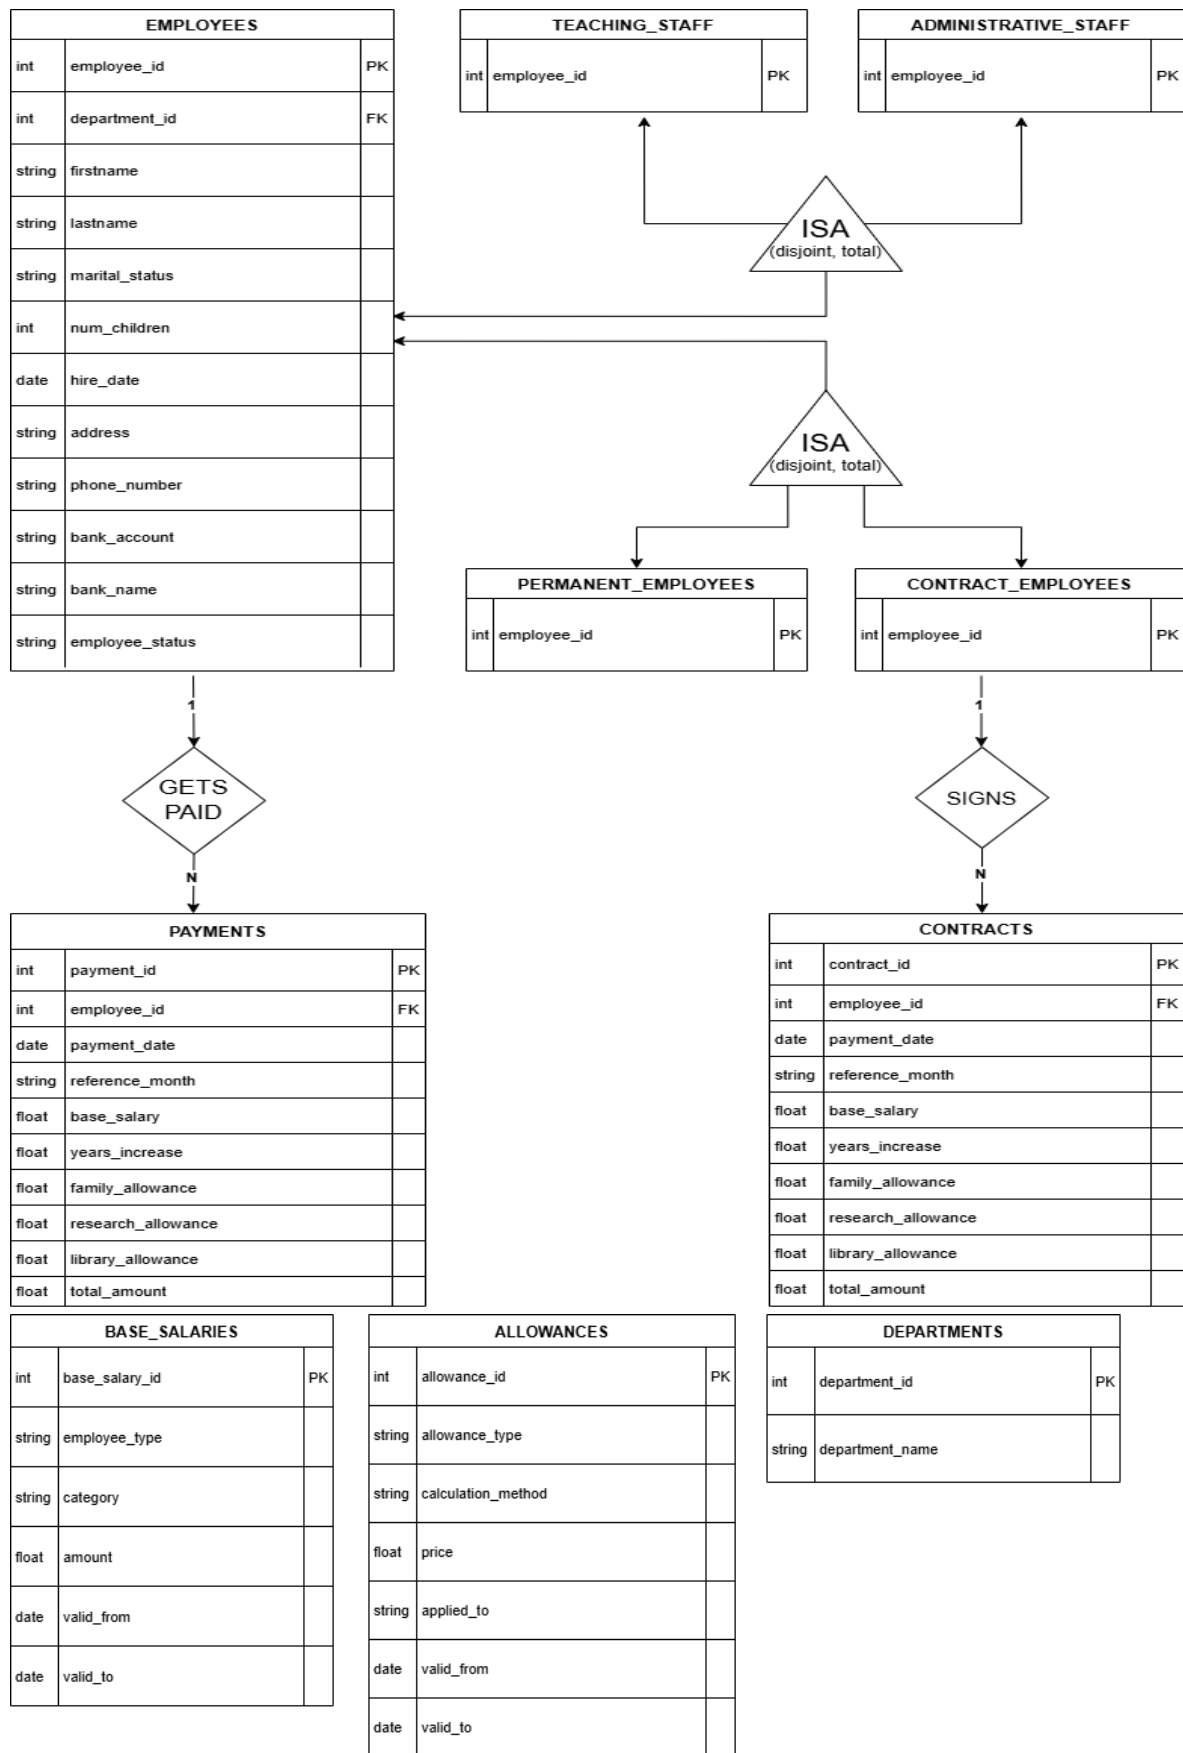 EMPLOYEES
int employee_id PK
int department_id FK
string firstname
string lastname
string marital_status
int num_children
date hire_date
string address
string phone_number
string bank_account
string bank_name
string employee_status
TEACHING_STAFF
int employee_id PK
ADMINISTRATIVE_STAFF
int employee_id PK
ISA
(disjoint, total)
ISA
(disjoint, total)
PERMANENT_EMPLOYEES
int employee_id PK
CONTRACT_EMPLOYEES
int employee_id PK
1
GETS
PAID
N
1
SIGNS
N
PAYMENTS
int payment_id PK
int employee_id FK
date payment_date
string reference_month
float base_salary
float years_increase
float family_allowance
float research_allowance
float library_allowance
float total_amount
CONTRACTS
int contract_id PK
int employee_id FK
date payment_date
string reference_month
float base_salary
float years_increase
float family_allowance
float research_allowance
float library_allowance
float total_amount
BASE_SALARIES
int base_salary_id PK
string employee_type
string category
float amount
date valid_from
date valid_to
ALLOWANCES
int allowance_id PK
string allowance_type
string calculation_method
float price
string applied_to
date valid_from
date valid_to
DEPARTMENTS
int department_id PK
string department_name